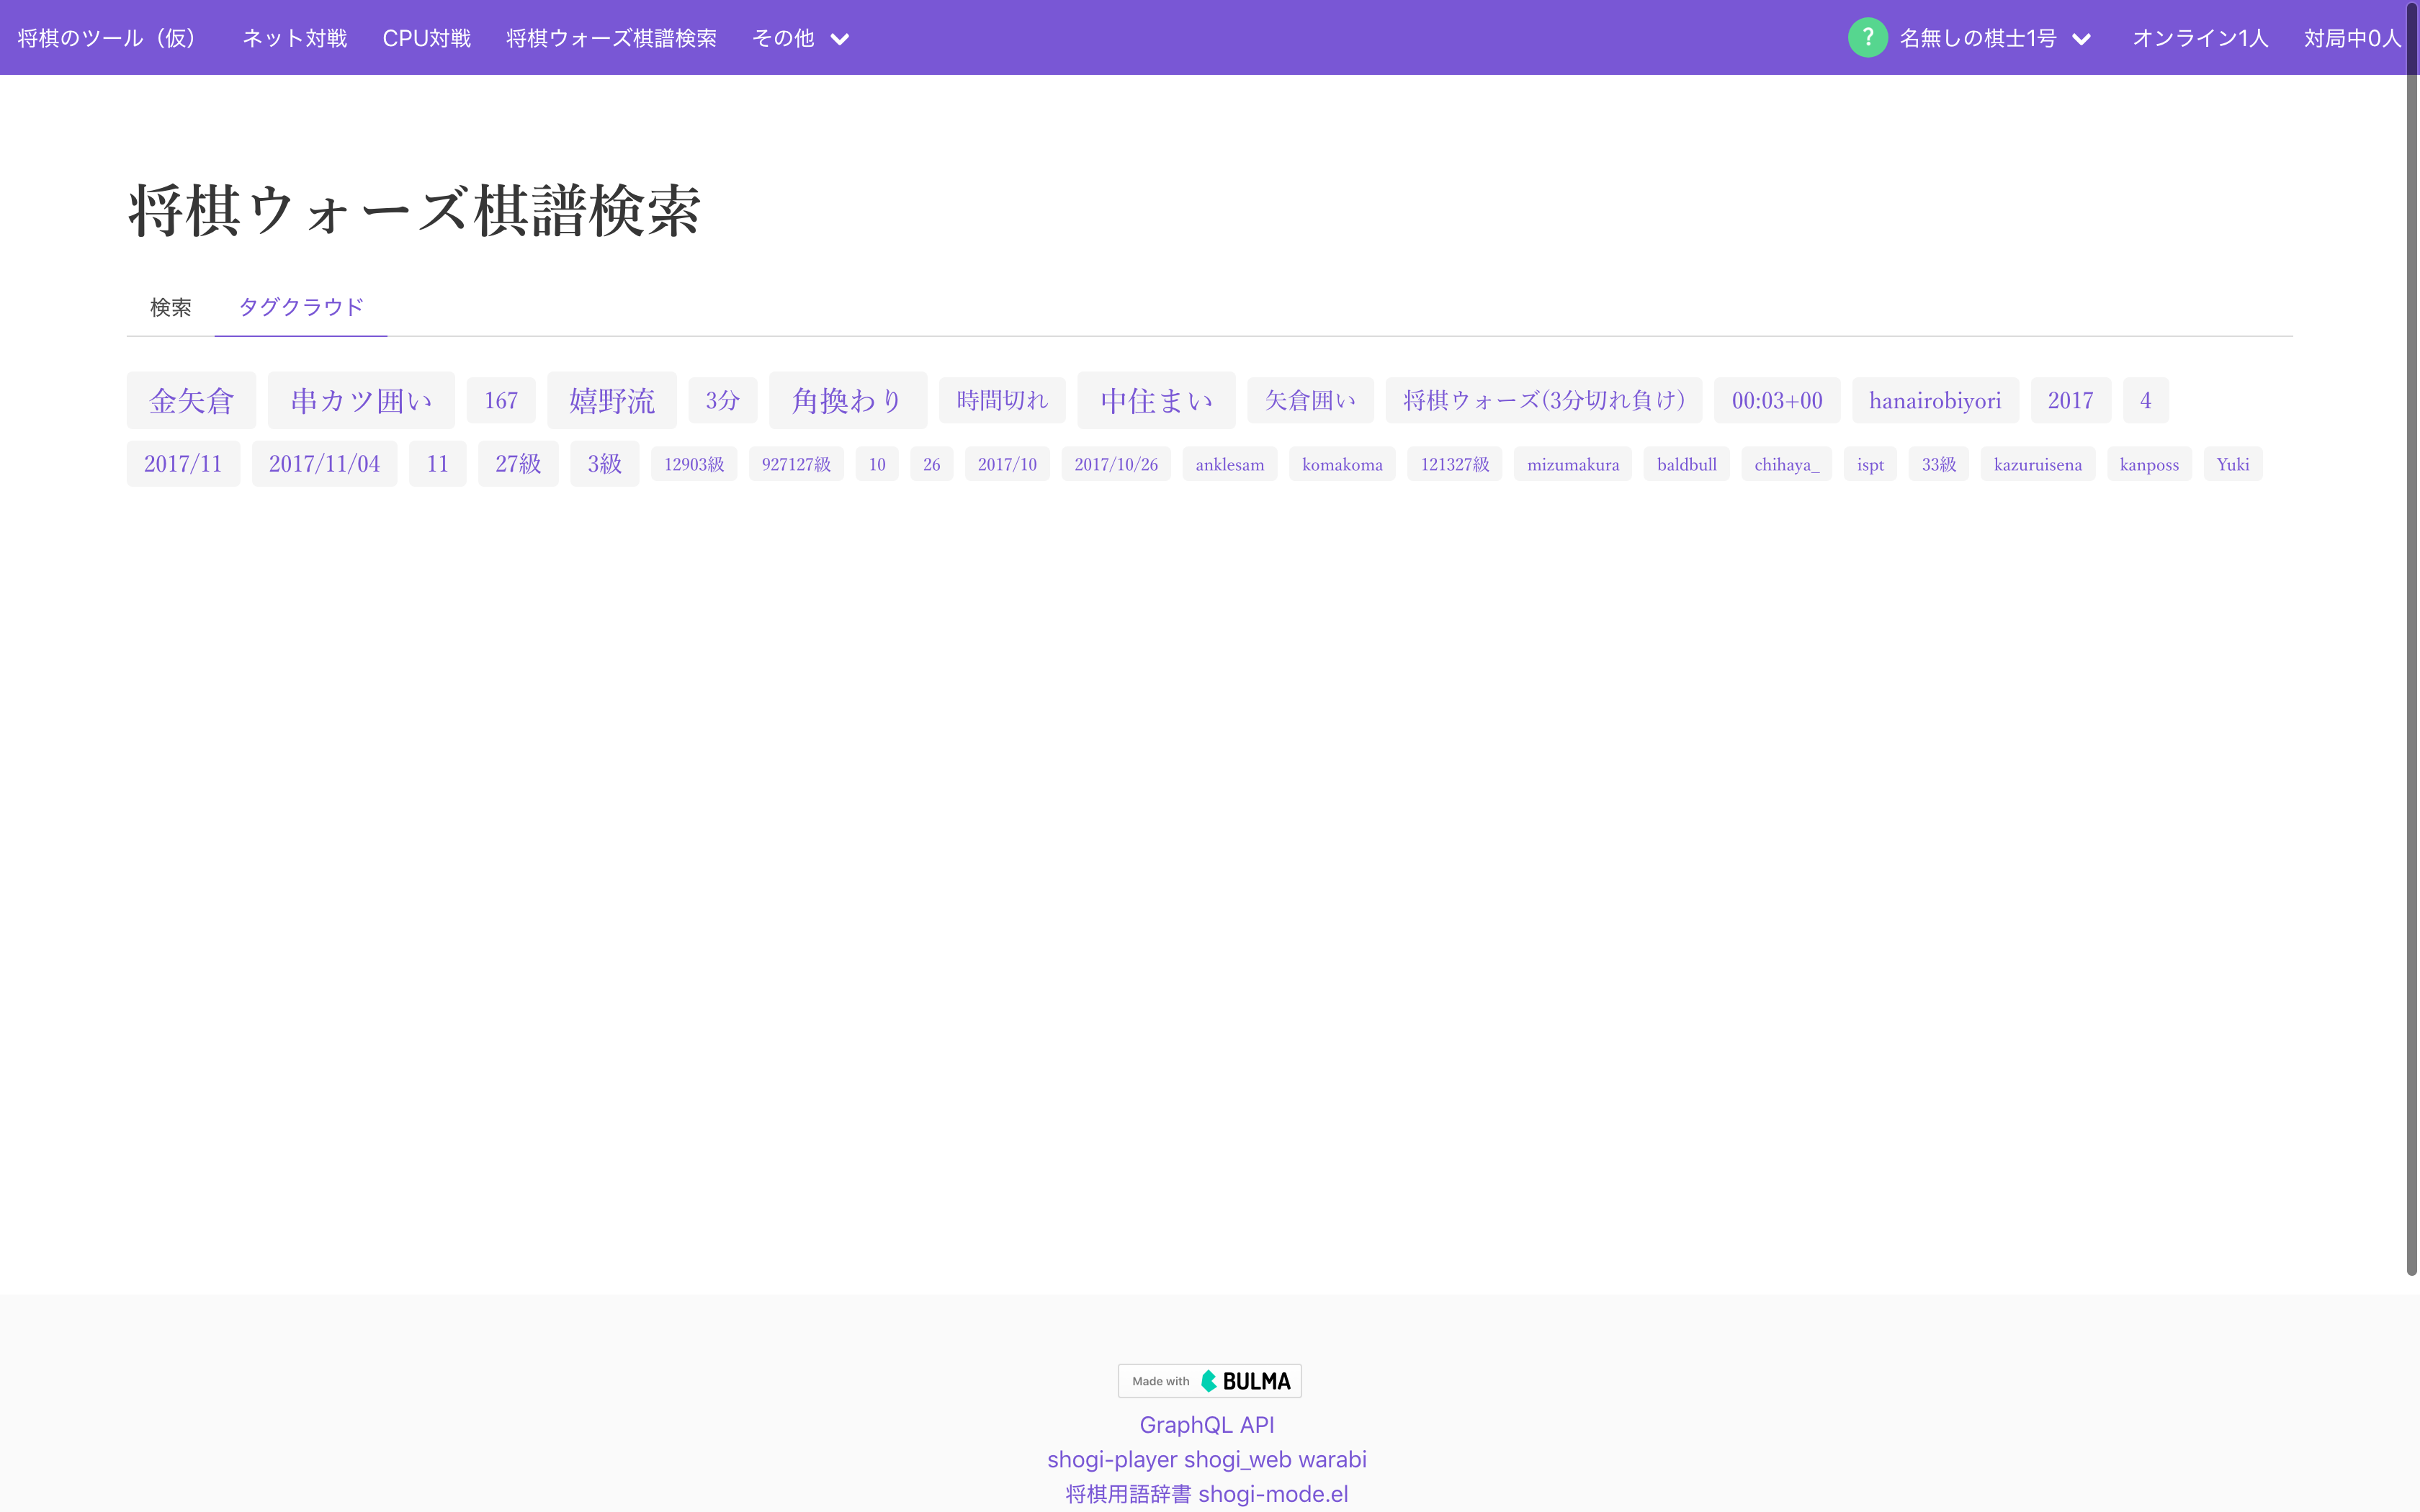 将棋のツール（仮） ネット対戦 CPU対戦 将棋ウォーズ棋譜検索 その他 ? 名無しの棋士1号 オンライン1人 対局中0人
将棋ウォーズ棋譜検索
検索 タグクラウド
金矢倉 串カツ囲い 167 嬉野流 3分 角換わり 時間切れ 中住まい 矢倉囲い 将棋ウォーズ(3分切れ負け) 00:03+00 hanairobiyori 2017 4
2017/11 2017/11/04 11 27級 3級 12903級 927127級 10 26 2017/10 2017/10/26 anklesam komakoma 121327級 mizumakura baldbull chihaya_ ispt 33級 kazuruisena kanposs Yuki
Made with BULMA
GraphQL API
shogi-player shogi_web warabi
将棋用語辞書 shogi-mode.el